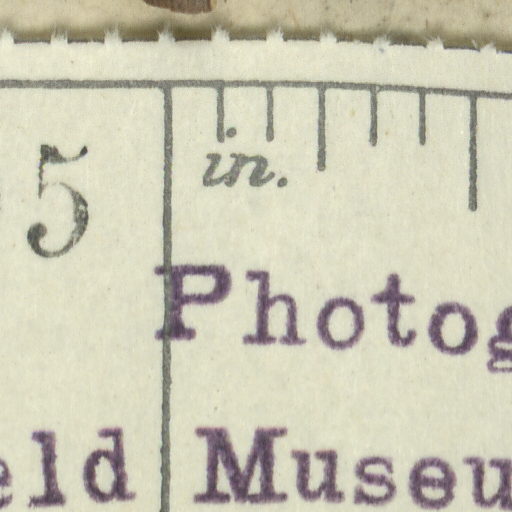 5
in.
Photog
eld Museu